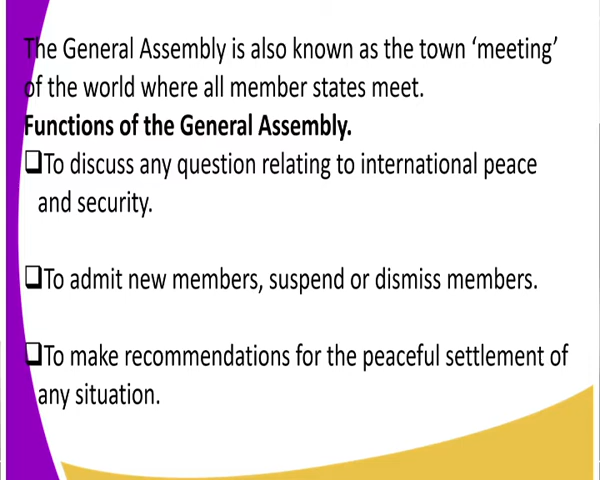 The General Assembly is also known as the town ‘meeting’
of the world where all member states meet.
Functions of the General Assembly.
❑To discuss any question relating to international peace
and security.
❑To admit new members, suspend or dismiss members.
❑To make recommendations for the peaceful settlement of
any situation.